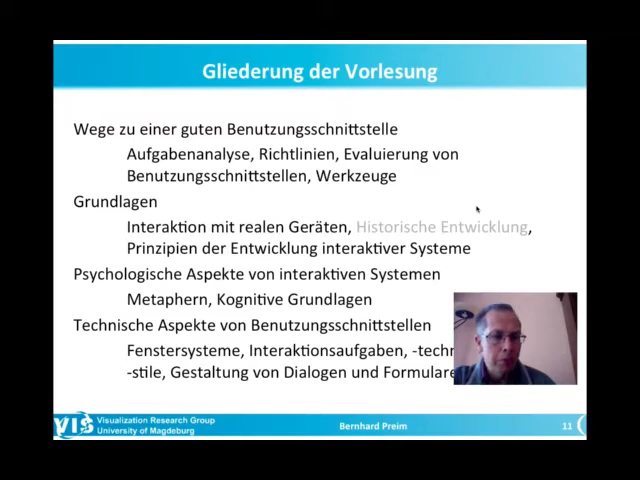 Gliederung der Vorlesung
Wege zu einer guten Benutzungsschnittstelle
Aufgabenanalyse, Richtlinien, Evaluierung von
Benutzungsschnittstellen, Werkzeuge
Grundlagen
Interaktion mit realen Geräten, Historische Entwicklung,
Prinzipien der Entwicklung interaktiver Systeme
Psychologische Aspekte von interaktiven Systemen
Metaphern, Kognitive Grundlagen
Technische Aspekte von Benutzungsschnittstellen
Fenstersysteme, Interaktionsaufgaben, -techn
-stile, Gestaltung von Dialogen und Formulare
VIS
Visualization Research Group
University of Magdeburg
Bernhard Preim
11